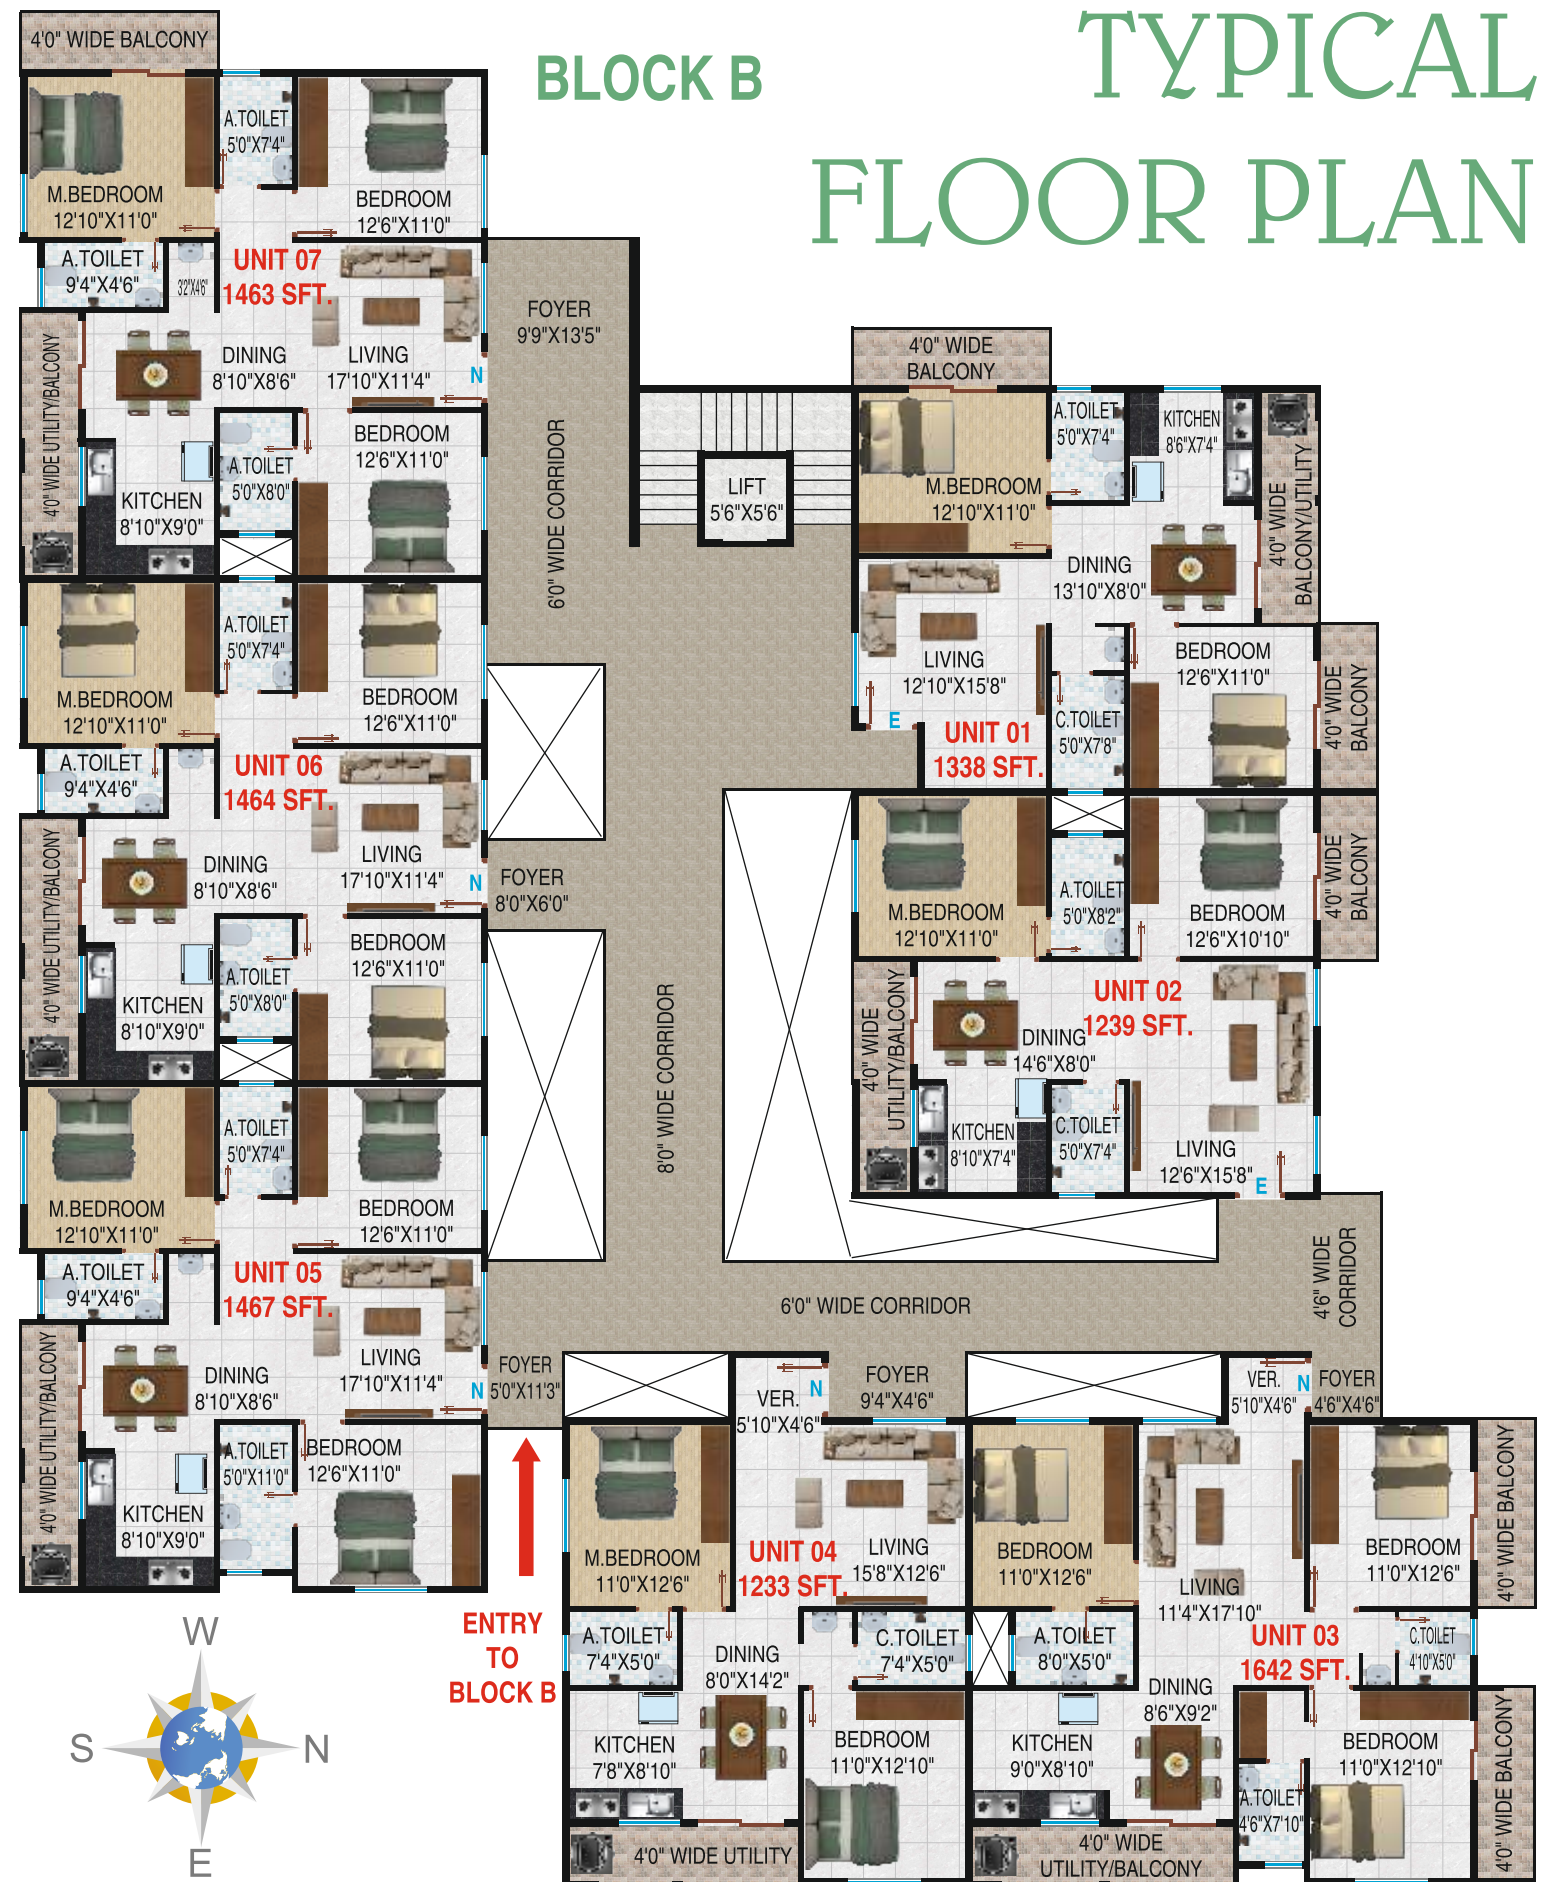 TYPICAL
FLOOR PLAN
BLOCK B
4'0" WIDE BALCONY
A.TOILET
5'0"X7'4"
M.BEDROOM
12'10"X11'0"
BEDROOM
12'6"X11'0"
A.TOILET
9'4"X4'6"
3'2"X4'6"
UNIT 07
1463 SFT.
4'0" WIDE UTILITY/BALCONY
DINING
8'10"X8'6"
LIVING
17'10"X11'4"
N
BEDROOM
12'6"X11'0"
A.TOILET
5'0"X8'0"
KITCHEN
8'10"X9'0"
FOYER
9'9"X13'5"
6'0" WIDE CORRIDOR
LIFT
5'6"X5'6"
4'0" WIDE
BALCONY
A.TOILET
5'0"X7'4"
KITCHEN
8'6"X7'4"
M.BEDROOM
12'10"X11'0"
4'0" WIDE
BALCONY/UTILITY
DINING
13'10"X8'0"
LIVING
12'10"X15'8"
BEDROOM
12'6"X11'0"
4'0" WIDE
BALCONY
E
C.TOILET
5'0"X7'8"
UNIT 01
1338 SFT.
A.TOILET
5'0"X7'4"
M.BEDROOM
12'10"X11'0"
BEDROOM
12'6"X11'0"
A.TOILET
9'4"X4'6"
UNIT 06
1464 SFT.
4'0" WIDE UTILITY/BALCONY
DINING
8'10"X8'6"
LIVING
17'10"X11'4"
N
FOYER
8'0"X6'0"
BEDROOM
12'6"X11'0"
A.TOILET
5'0"X8'0"
KITCHEN
8'10"X9'0"
8'0" WIDE CORRIDOR
M.BEDROOM
12'10"X11'0"
A.TOILET
5'0"X8'2"
BEDROOM
12'6"X10'10"
4'0" WIDE
BALCONY
4'0" WIDE
UTILITY/BALCONY
UNIT 02
1239 SFT.
DINING
14'6"X8'0"
KITCHEN
8'10"X7'4"
C.TOILET
5'0"X7'4"
LIVING
12'6"X15'8"
E
A.TOILET
5'0"X7'4"
M.BEDROOM
12'10"X11'0"
BEDROOM
12'6"X11'0"
A.TOILET
9'4"X4'6"
UNIT 05
1467 SFT.
4'0" WIDE UTILITY/BALCONY
DINING
8'10"X8'6"
LIVING
17'10"X11'4"
N
FOYER
5'0"X11'3"
A.TOILET
5'0"X11'0"
BEDROOM
12'6"X11'0"
KITCHEN
8'10"X9'0"
6'0" WIDE CORRIDOR
4'6" WIDE
CORRIDOR
VER.
5'10"X4'6"
N
FOYER
9'4"X4'6"
VER.
5'10"X4'6"
N
FOYER
4'6"X4'6"
M.BEDROOM
11'0"X12'6"
UNIT 04
1233 SFT.
LIVING
15'8"X12'6"
A.TOILET
7'4"X5'0"
DINING
8'0"X14'2"
C.TOILET
7'4"X5'0"
KITCHEN
7'8"X8'10"
BEDROOM
11'0"X12'10"
4'0" WIDE UTILITY
BEDROOM
11'0"X12'6"
LIVING
11'4"X17'10"
BEDROOM
11'0"X12'6"
4'0" WIDE BALCONY
UNIT 03
1642 SFT.
A.TOILET
8'0"X5'0"
C.TOILET
4'10"X5'0"
DINING
8'6"X9'2"
KITCHEN
9'0"X8'10"
BEDROOM
11'0"X12'10"
A.TOILET
4'6"X7'10"
4'0" WIDE BALCONY
4'0" WIDE
UTILITY/BALCONY
ENTRY
TO
BLOCK B
W
S
N
E